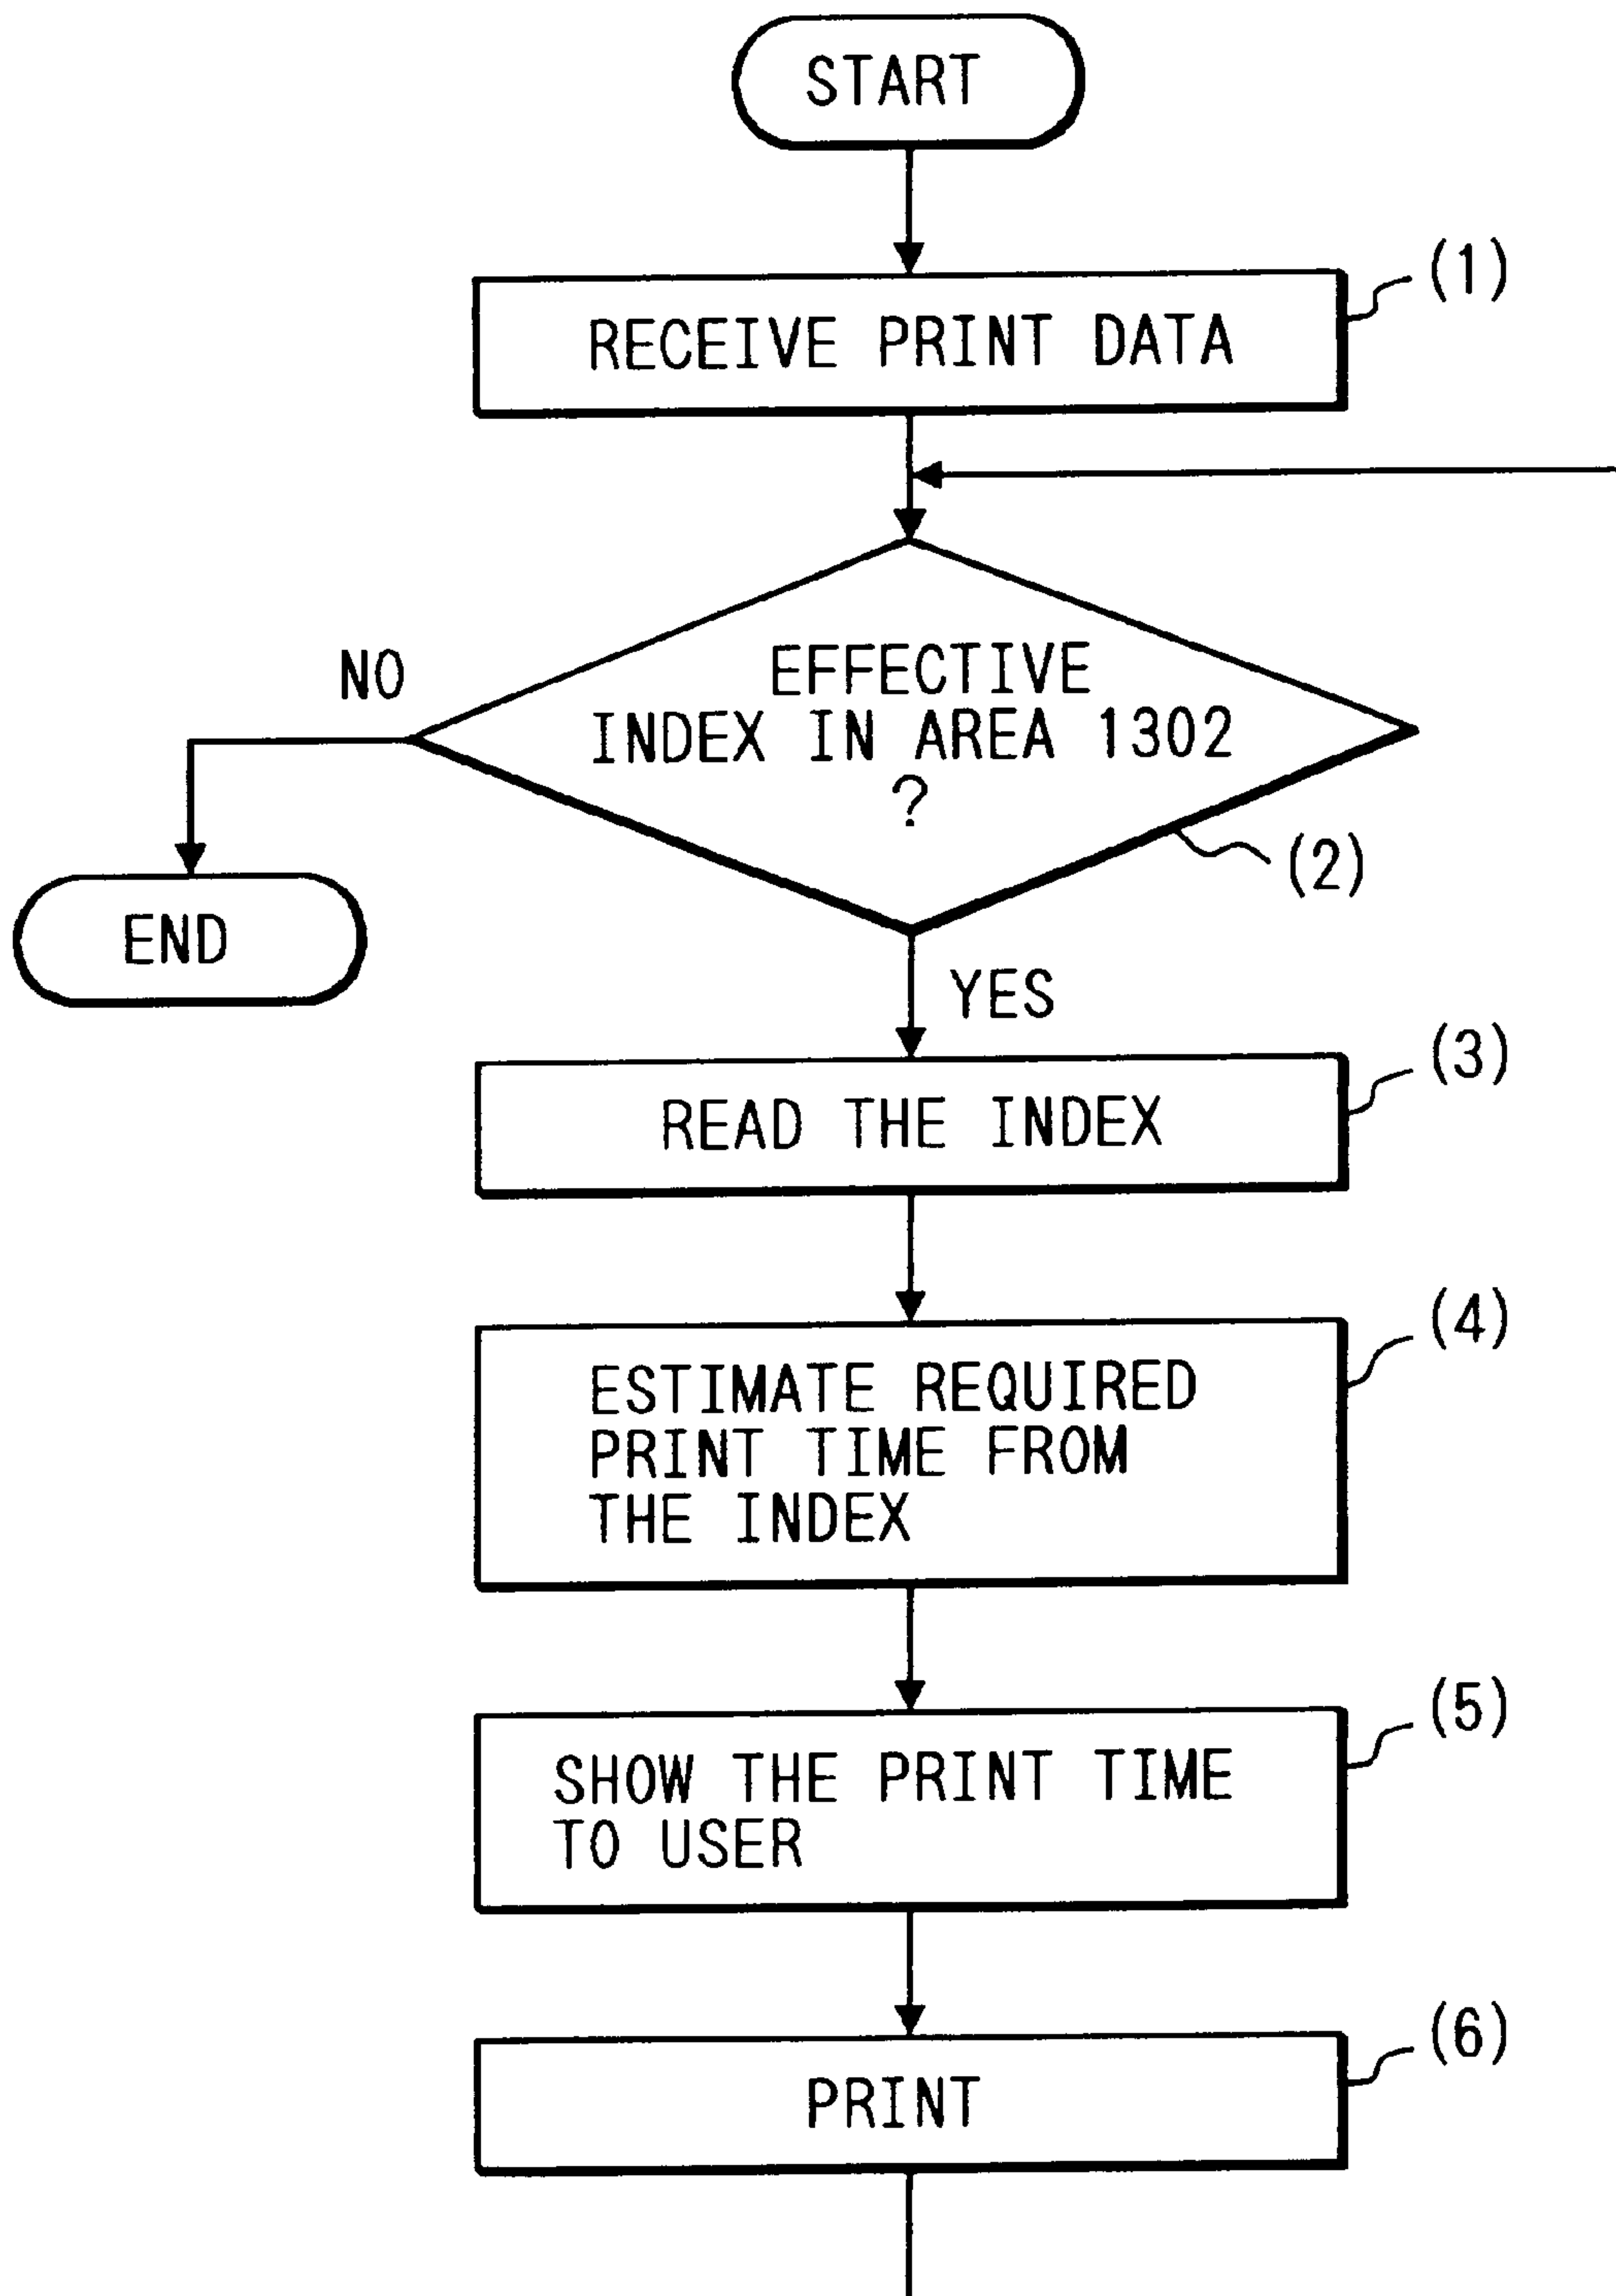 START
(1)
RECEIVE PRINT DATA
NO
EFFECTIVE
INDEX IN AREA 1302
?
(2)
END
YES
(3)
READ THE INDEX
(4)
ESTIMATE REQUIRED
PRINT TIME FROM
THE INDEX
(5)
SHOW THE PRINT TIME
TO USER
(6)
PRINT